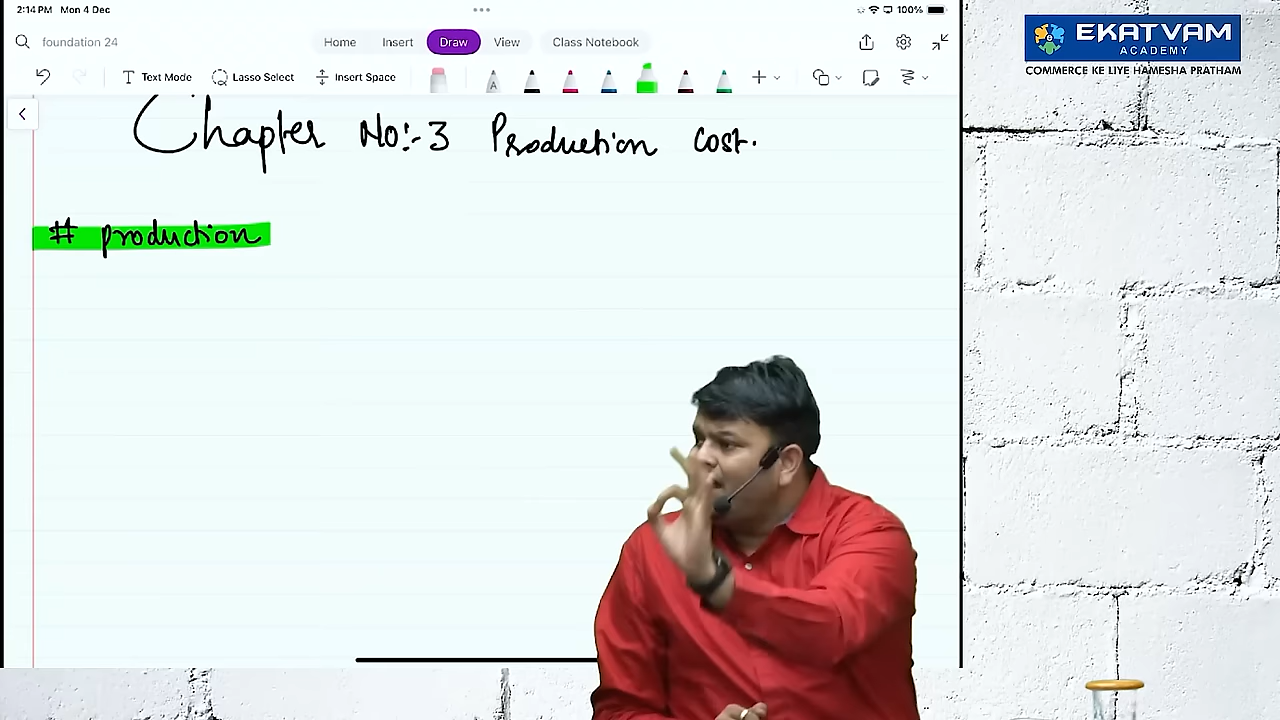 2:14 PM Mon 4 Dec
100%
foundation 24
Home Insert Draw View Class Notebook
Text Mode Lasso Select Insert Space
A
Chapter No:-3 Production cost.
# production
EKATVAM
ACADEMY
COMMERCE KE LIYE HAMESHA PRATHAM